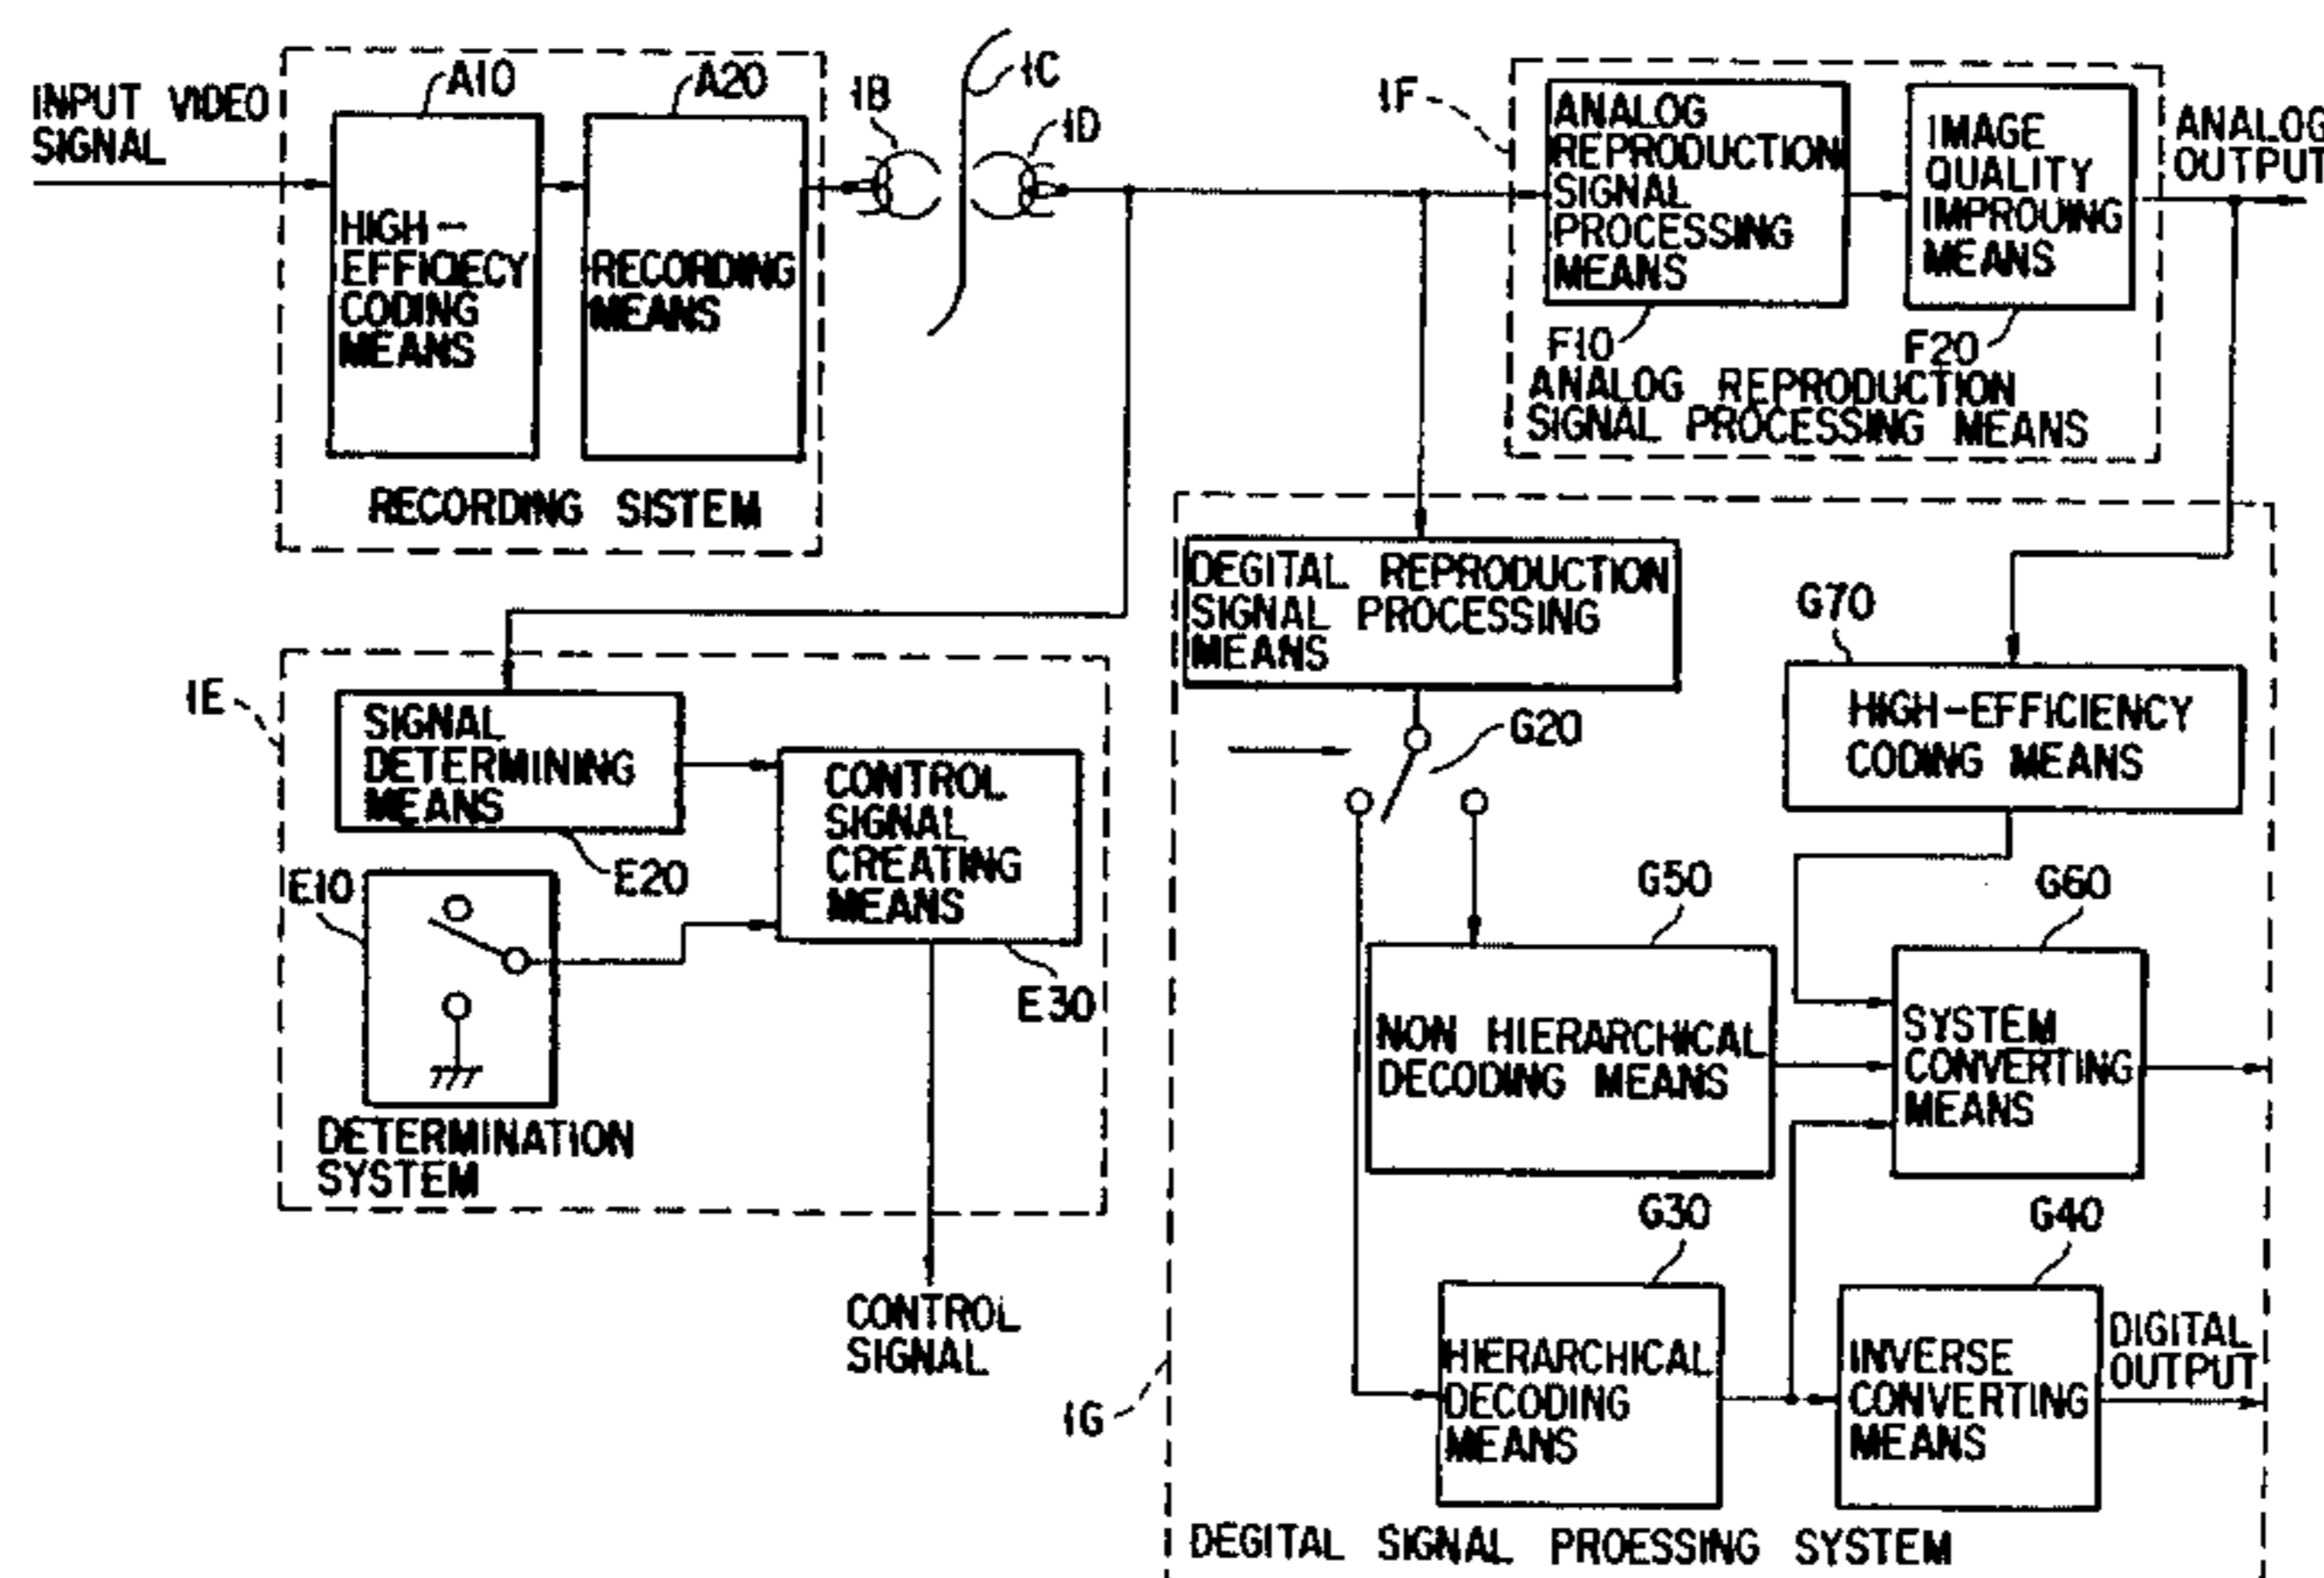 INPUT VIDEO
SIGNAL
A10
HIGH-
EFFICIECY
CODING
MEANS
A20
RECORDING
MEANS
RECORDING SISTEM
1B
1C
1D
1F
ANALOG
REPRODUCTION
SIGNAL
PROCESSING
MEANS
F10
IMAGE
QUALITY
IMPROUING
MEANS
F20
ANALOG REPRODUCTION
SIGNAL PROCESSING MEANS
ANALOG
OUTPUT
1E
SIGNAL
DETERMINING
MEANS
E20
E10
CONTROL
SIGNAL
CREATING
MEANS
E30
DETERMINATION
SYSTEM
CONTROL
SIGNAL
DEGITAL REPRODUCTION
SIGNAL PROCESSING
MEANS
G20
G70
HIGH-EFFICIENCY
CODING MEANS
G50
NON HIERARCHICAL
DECODING MEANS
G60
SYSTEM
CONVERTING
MEANS
G30
HIERARCHICAL
DECODING
MEANS
G40
INVERSE
CONVERTING
MEANS
DIGITAL
OUTPUT
1G
DEGITAL SIGNAL PROESSING SYSTEM